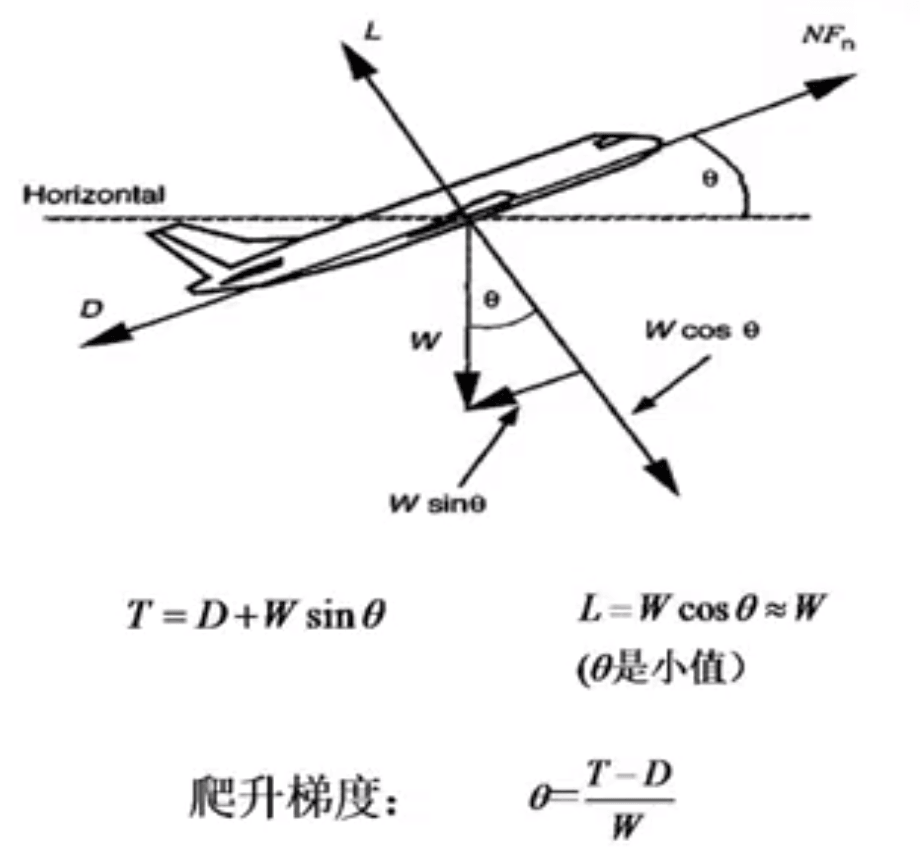 L
NFn
θ
Horizontal
D
θ
W
W cos θ
W sinθ
T = D + W sin θ
L = W cos θ ≈ W
(θ是小值）
爬升梯度： θ= T − D
W